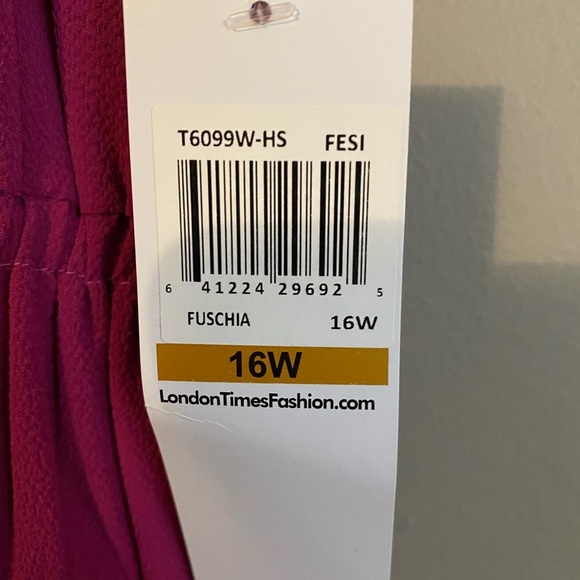 T6099W-HS FESI
6 41224 29692 5
FUSCHIA 16W
16W
LondonTimesFashion.com